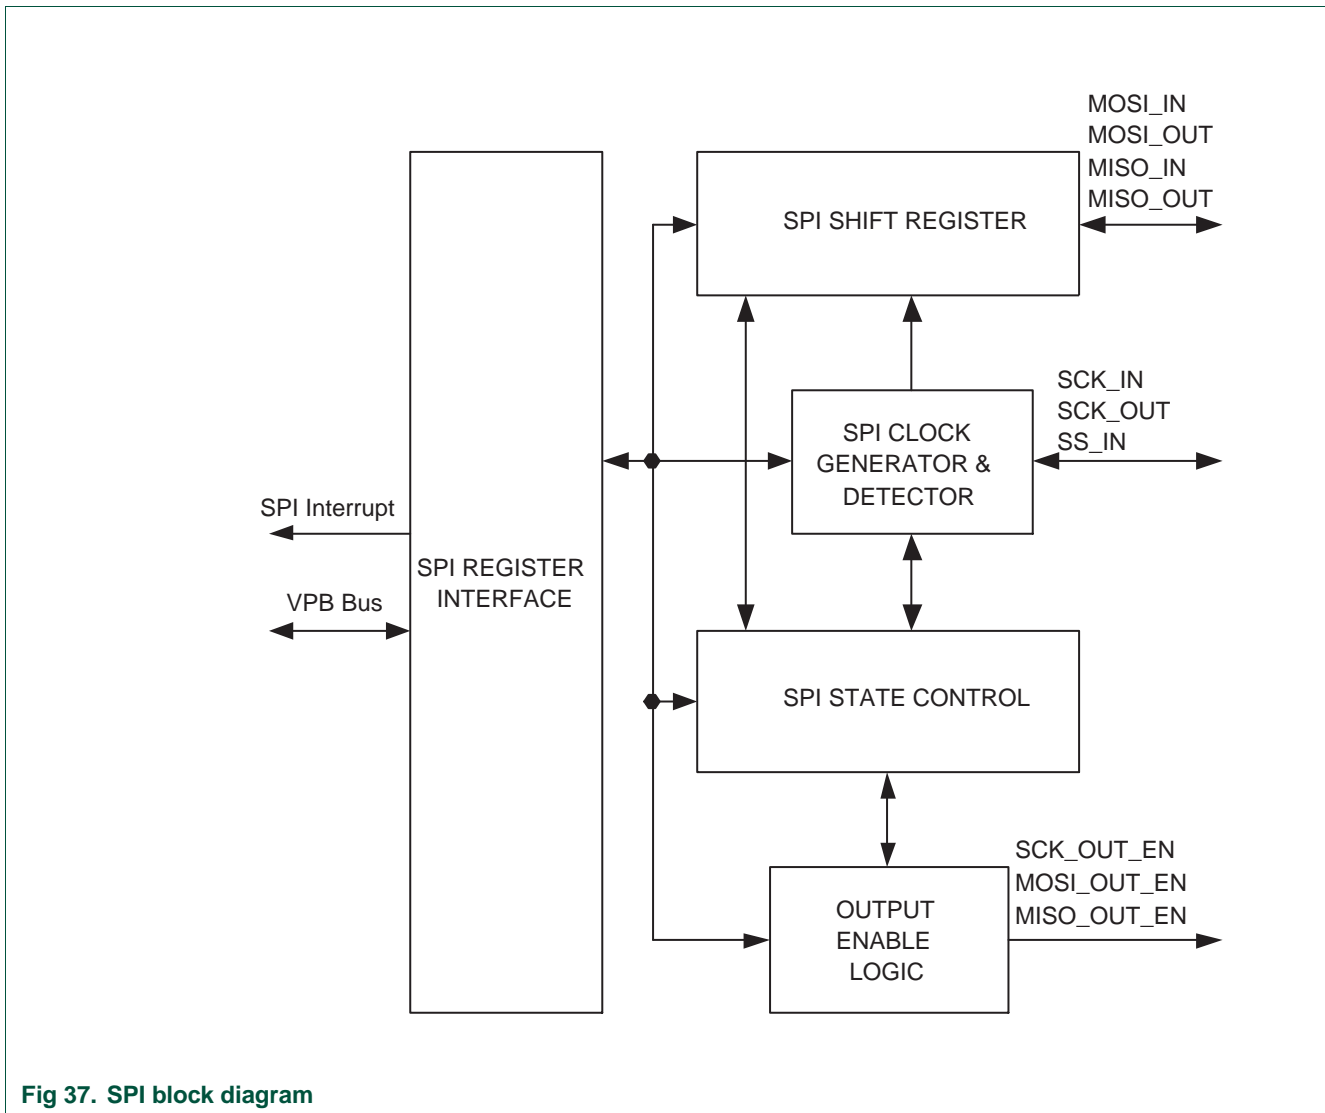 MOSI_IN
MOSI_OUT
MISO_IN
MISO_OUT
SPI SHIFT REGISTER
SCK_IN
SCK_OUT
SS_IN
SPI CLOCK
GENERATOR &
DETECTOR
SPI Interrupt
VPB Bus
SPI REGISTER
INTERFACE
SPI STATE CONTROL
SCK_OUT_EN
MOSI_OUT_EN
MISO_OUT_EN
OUTPUT
ENABLE
LOGIC
Fig 37. SPI block diagram